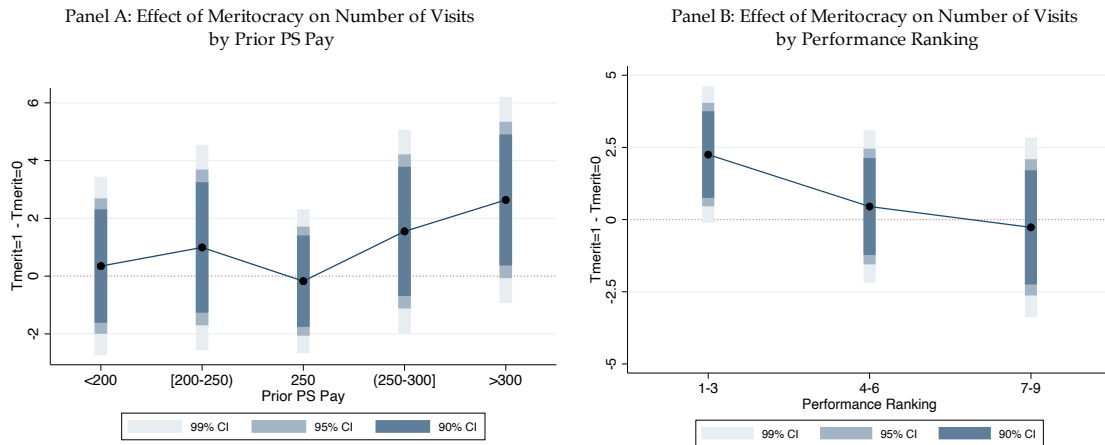 Panel A: Effect of Meritocracy on Number of Visits
by Prior PS Pay
Tmerit=1 - Tmerit=0
6
4
2
0
-2
<200
[200-250)
250
(250-300]
>300
Prior PS Pay
99% CI
95% CI
90% CI
Panel B: Effect of Meritocracy on Number of Visits
by Performance Ranking
Tmerit=1 - Tmerit=0
5
2.5
0
-2.5
-5
1-3
4-6
7-9
Performance Ranking
99% CI
95% CI
90% CI